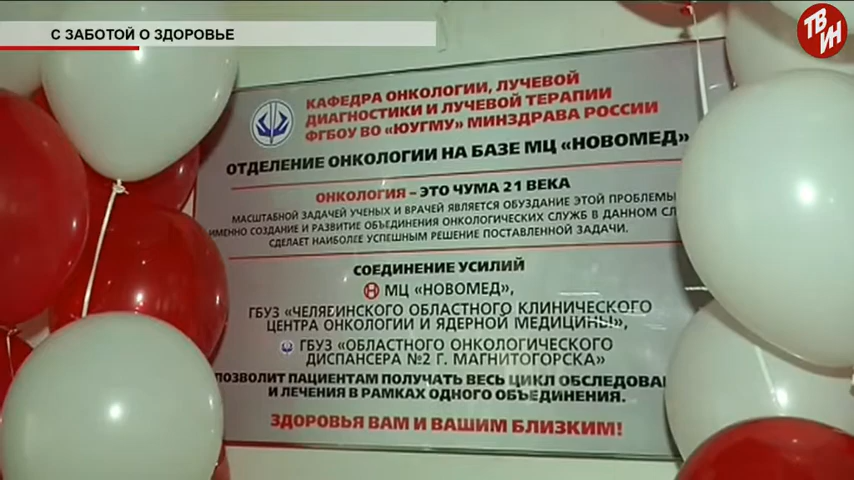 С ЗАБОТОЙ О ЗДОРОВЬЕ
ТВ
ИН
КАФЕДРА ОНКОЛОГИИ, ЛУЧЕВОЙ
ДИАГНОСТИКИ И ЛУЧЕВОЙ ТЕРАПИИ
ФГБОУ ВО «ЮУГМУ» МИНЗДРАВА РОССИИ
ОТДЕЛЕНИЕ ОНКОЛОГИИ НА БАЗЕ МЦ «НОВОМЕД»
ОНКОЛОГИЯ – ЭТО ЧУМА 21 ВЕКА
МАСШТАБНОЙ ЗАДАЧЕЙ УЧЕНЫХ И ВРАЧЕЙ ЯВЛЯЕТСЯ ОБУЗДАНИЕ ЭТОЙ ПРОБЛЕМЫ
ИМЕННО СОЗДАНИЕ И РАЗВИТИЕ ОБЪЕДИНЕНИЯ ОНКОЛОГИЧЕСКИХ СЛУЖБ В ДАННОМ СЛ
СДЕЛАЕТ НАИБОЛЕЕ УСПЕШНЫМ РЕШЕНИЕ ПОСТАВЛЕННОЙ ЗАДАЧИ.
СОЕДИНЕНИЕ УСИЛИЙ
Н МЦ «НОВОМЕД»,
ГБУЗ «ЧЕЛЯБИНСКОГО ОБЛАСТНОГО КЛИНИЧЕСКОГО
ЦЕНТРА ОНКОЛОГИИ И ЯДЕРНОЙ МЕДИЦИНЫ»,
ГБУЗ «ОБЛАСТНОГО ОНКОЛОГИЧЕСКОГО
ДИСПАНСЕРА №2 Г. МАГНИТОГОРСКА»
ПОЗВОЛИТ ПАЦИЕНТАМ ПОЛУЧАТЬ ВЕСЬ ЦИКЛ ОБСЛЕДОВА
И ЛЕЧЕНИЯ В РАМКАХ ОДНОГО ОБЪЕДИНЕНИЯ.
ЗДОРОВЬЯ ВАМ И ВАШИМ БЛИЗКИМ!